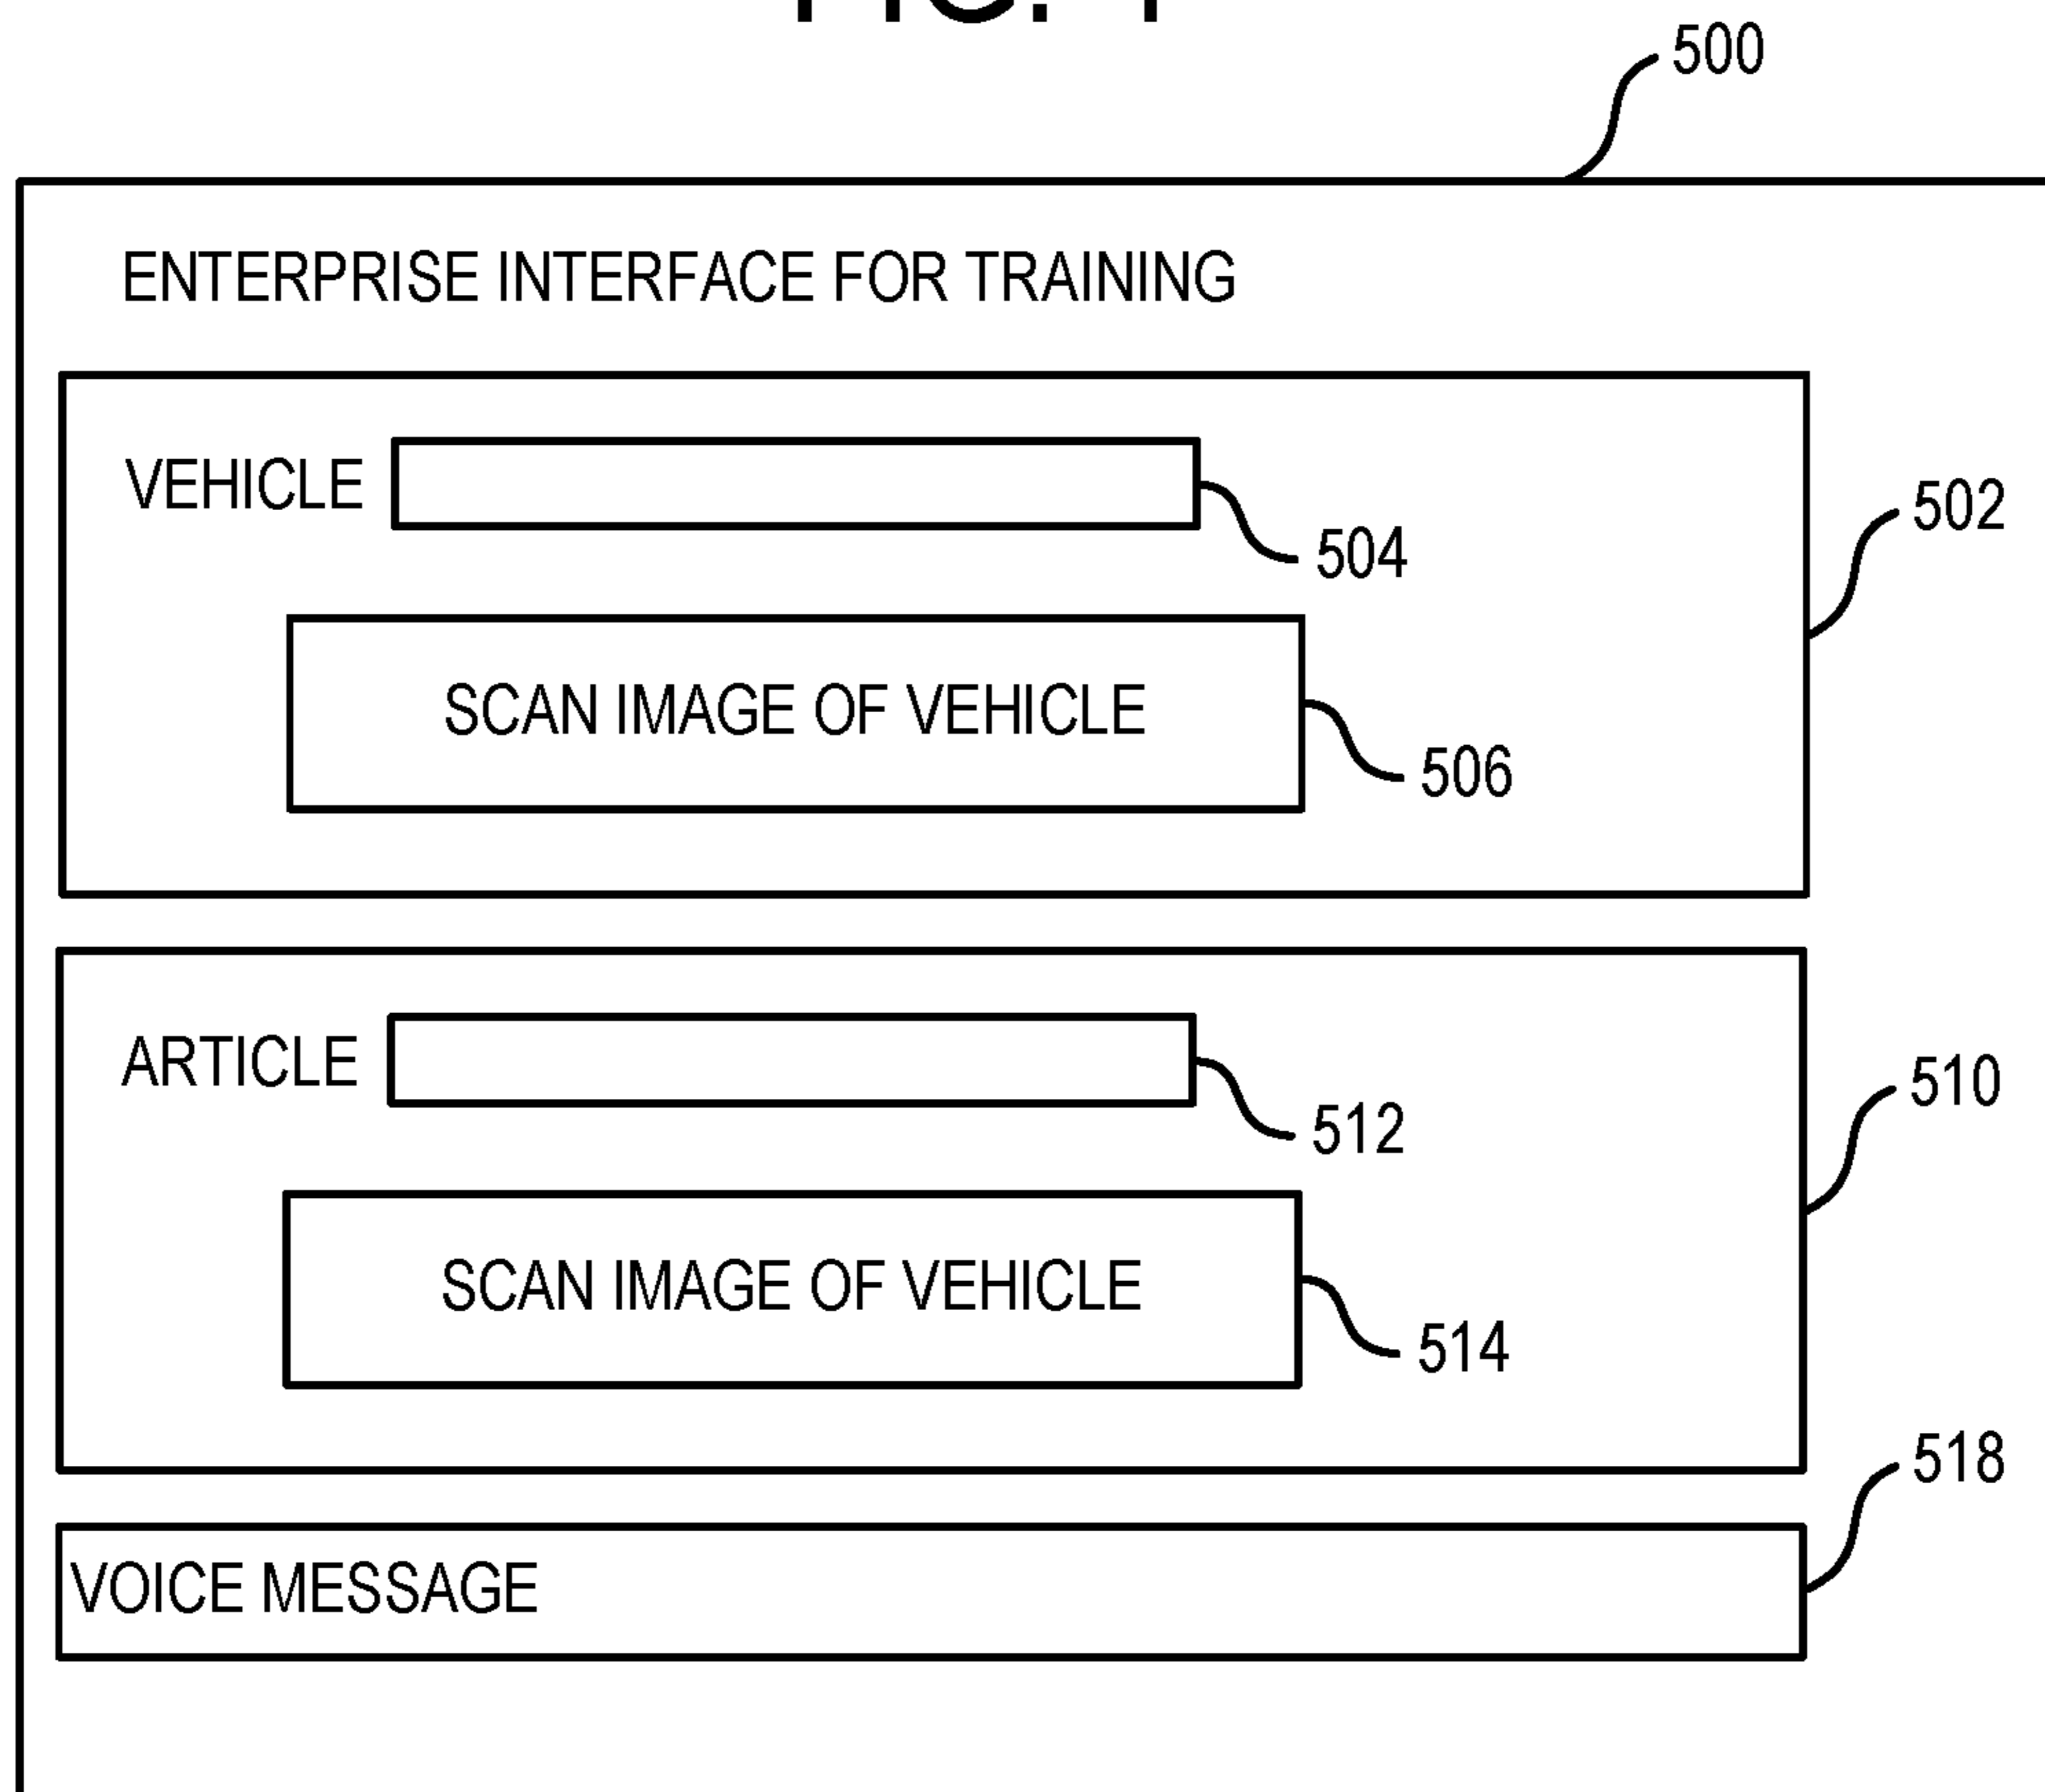 500
ENTERPRISE INTERFACE FOR TRAINING
VEHICLE
504
502
SCAN IMAGE OF VEHICLE
506
ARTICLE
512
510
SCAN IMAGE OF VEHICLE
514
518
VOICE MESSAGE